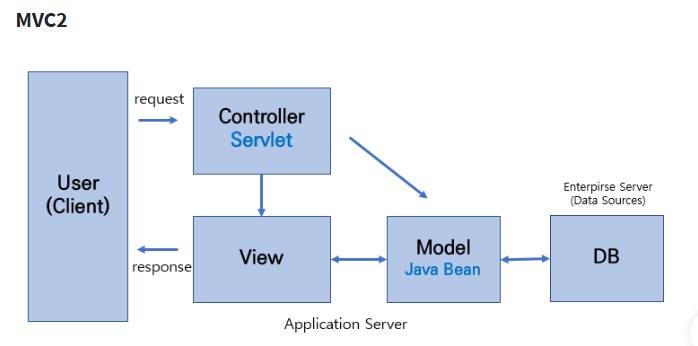 MVC2
request
Controller
Servlet
User
(Client)
Enterpirse Server
(Data Sources)
View
Model
Java Bean
DB
response
Application Server